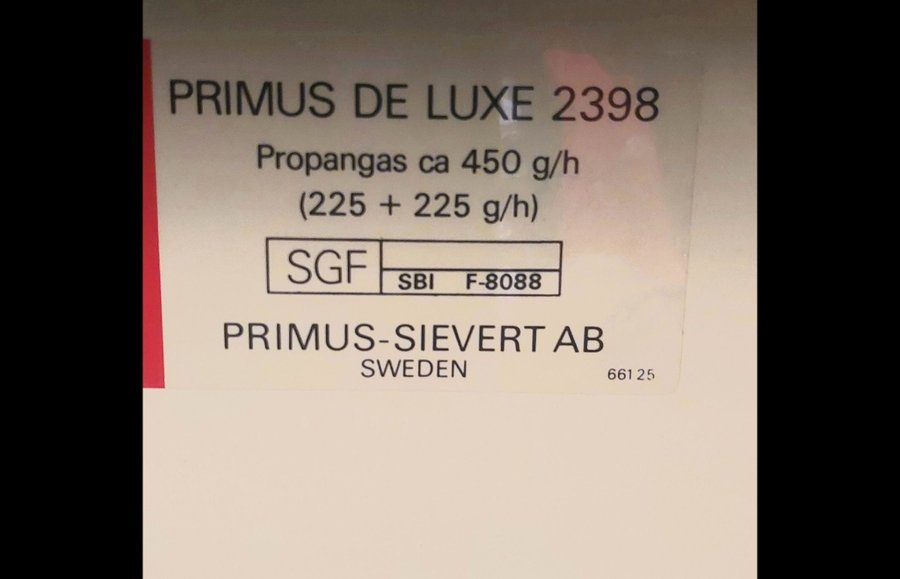 PRIMUS DE LUXE 2398
Propangas ca 450 g/h
(225 + 225 g/h)
SGF
SBI F-8088
PRIMUS-SIEVERT AB
SWEDEN
66125